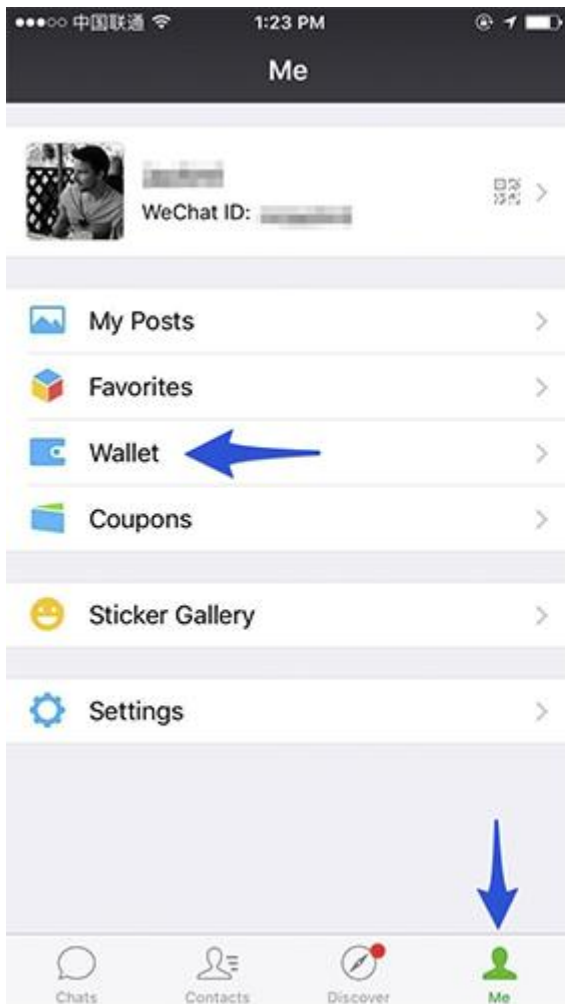 中国联通 1:23 PM
Me
WeChat ID:
My Posts
Favorites
Wallet
Coupons
Sticker Gallery
Settings
Chats Contacts Discover Me